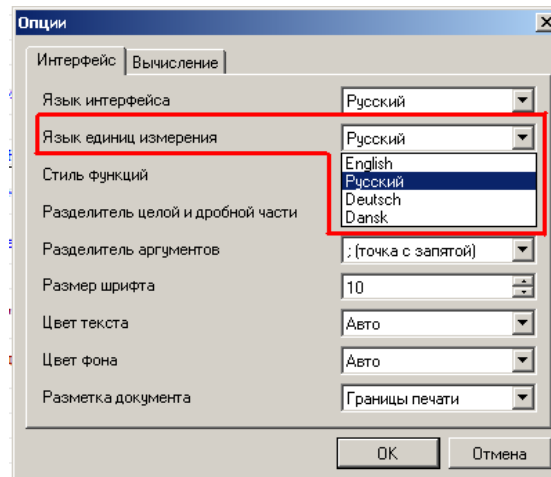 Опции
Интерфейс Вычисление
Язык интерфейса Русский
Язык единиц измерения Русский
English
Стиль функций Русский
Deutsch
Разделитель целой и дробной части Dansk
Разделитель аргументов ; (точка с запятой)
Размер шрифта 10
Цвет текста Авто
Цвет фона Авто
Разметка документа Границы печати
OK Отмена